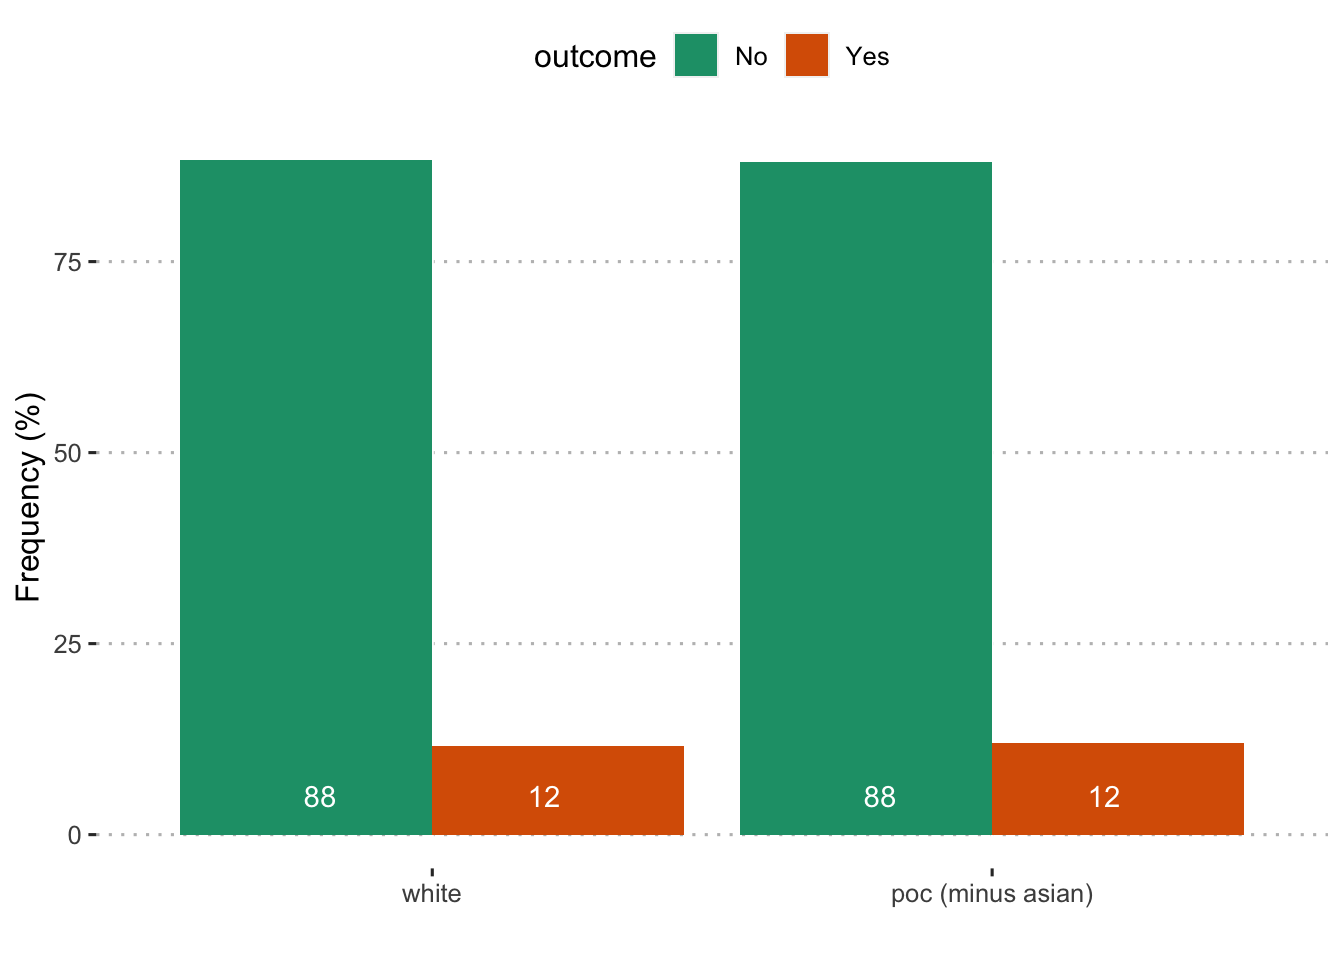 outcome No Yes
Frequency (%)
75
50
25
0
88 12 88 12
white poc (minus asian)